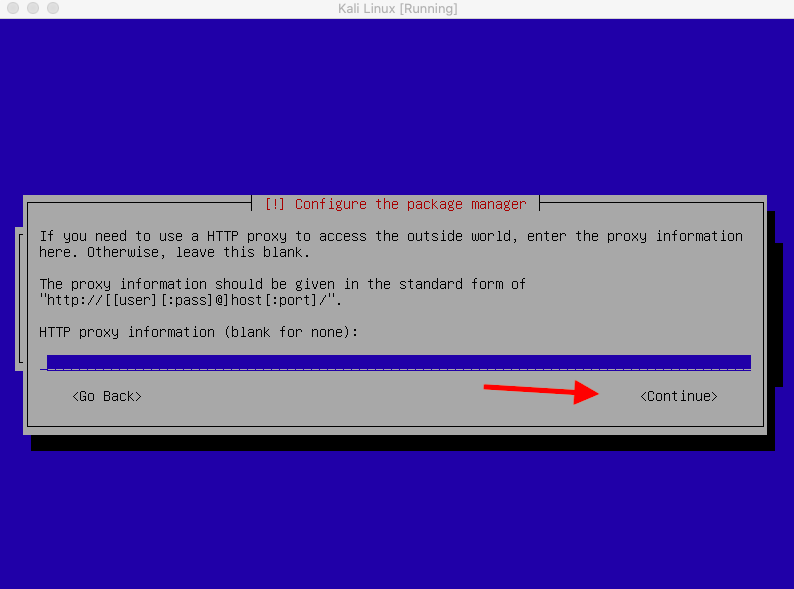 Kali Linux [Running]
[!] Configure the package manager
If you need to use a HTTP proxy to access the outside world, enter the proxy information
here. Otherwise, leave this blank.
The proxy information should be given in the standard form of
"http://[[user][:pass]@]host[:port]/".
HTTP proxy information (blank for none):
<Go Back> <Continue>